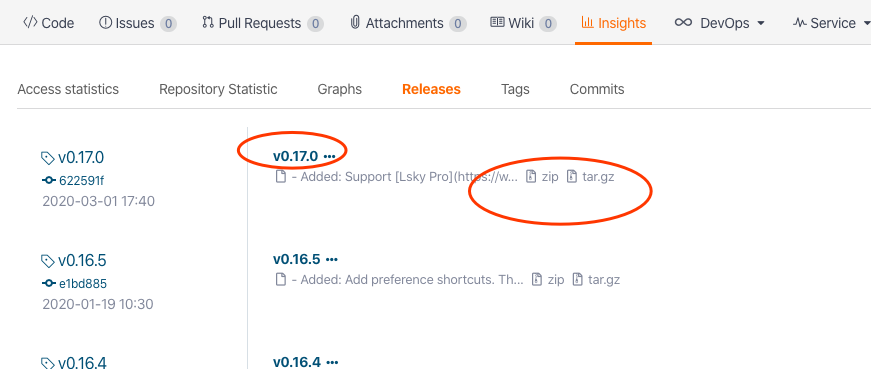 Code Issues 0 Pull Requests 0 Attachments 0 Wiki 0 Insights DevOps Service
Access statistics Repository Statistic Graphs Releases Tags Commits
v0.17.0
622591f
2020-03-01 17:40
v0.17.0 •••
- Added: Support [Lsky Pro](https://w... zip tar.gz
v0.16.5
e1bd885
2020-01-19 10:30
v0.16.5 •••
- Added: Add preference shortcuts. Th... zip tar.gz
v0.16.4
v0.16.4 •••